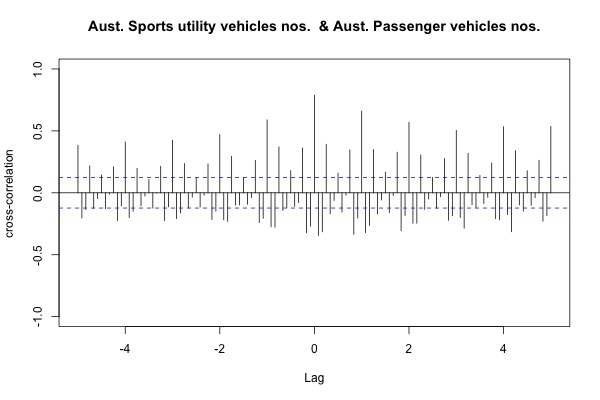 Aust. Sports utility vehicles nos.  & Aust. Passenger vehicles nos.
1.0
0.5
0.0
-0.5
-1.0
cross-correlation
-4 -2 0 2 4
Lag